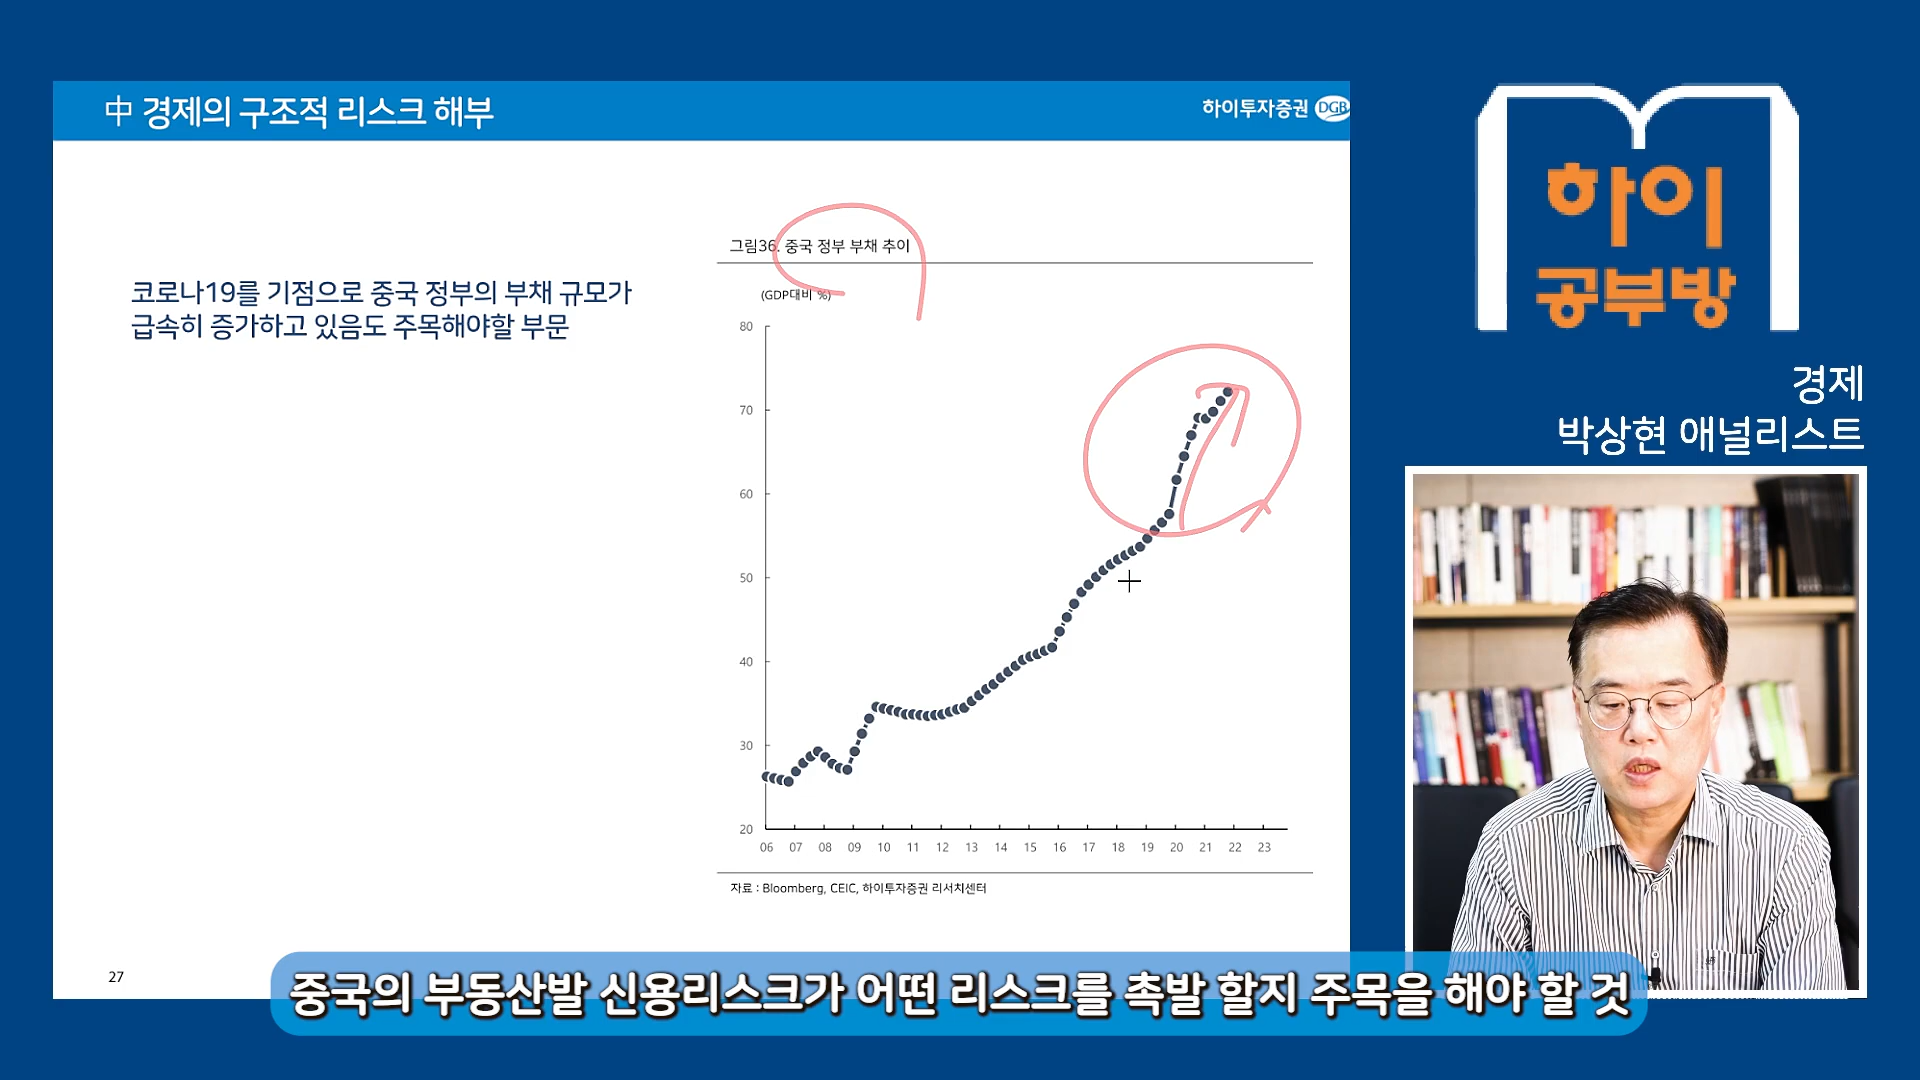 中 경제의 구조적 리스크 해부
하이투자증권 DGB
코로나19를 기점으로 중국 정부의 부채 규모가
급속히 증가하고 있음도 주목해야할 부문
그림36. 중국 정부 부채 추이
(GDP대비 %)
80
70
60
50
40
30
20
06 07 08 09 10 11 12 13 14 15 16 17 18 19 20 21 22 23
자료 : Bloomberg, CEIC, 하이투자증권 리서치센터
27
하이
공부방
경제
박상현 애널리스트
중국의 부동산발 신용리스크가 어떤 리스크를 촉발 할지 주목을 해야 할 것